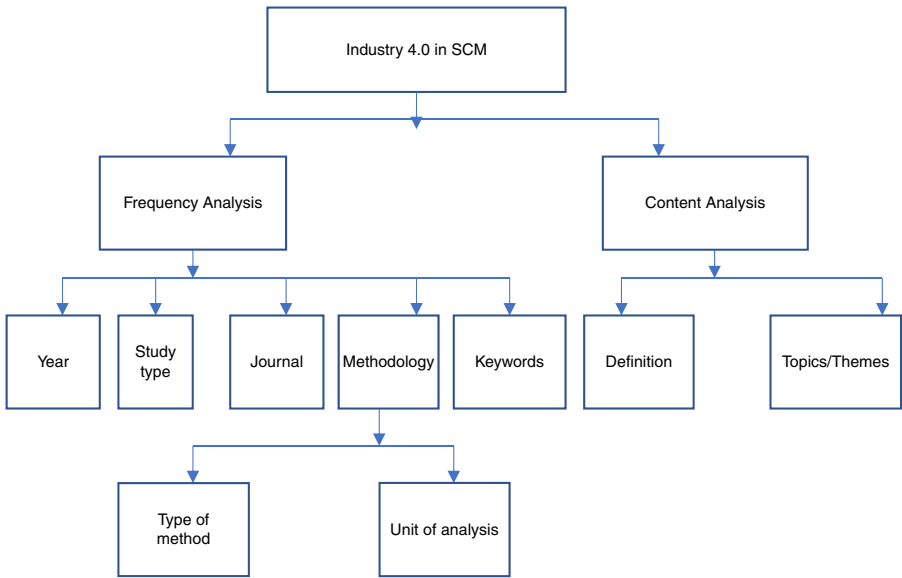 Industry 4.0 in SCM
Frequency Analysis
Content Analysis
Year
Study
type
Journal
Methodology
Keywords
Definition
Topics/Themes
Type of
method
Unit of analysis